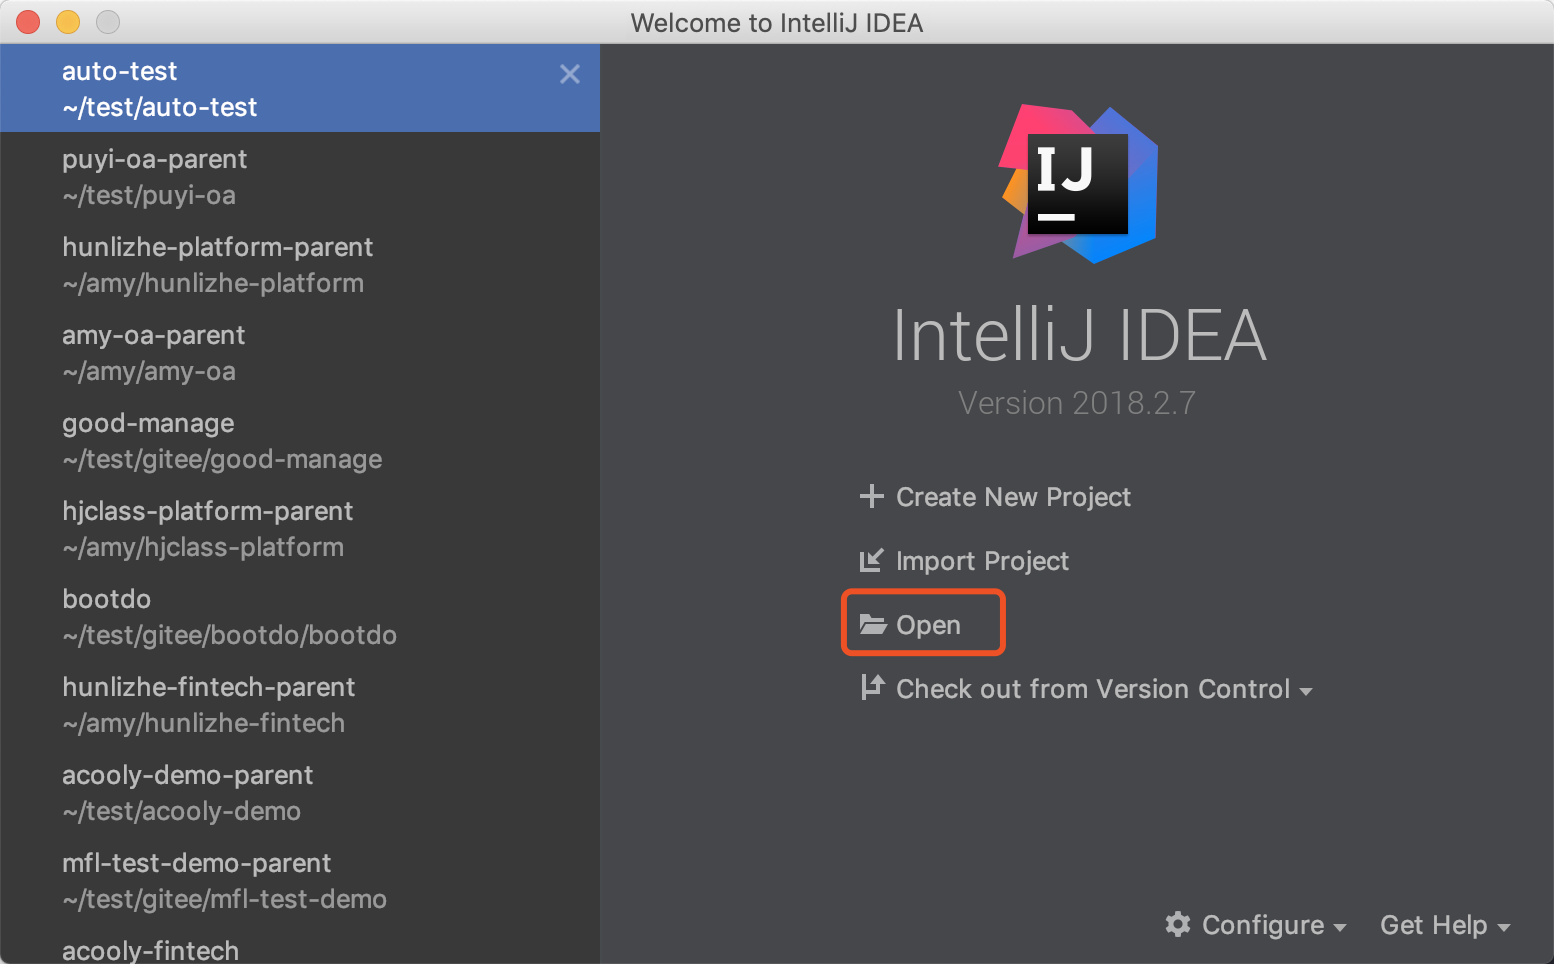 Welcome to IntelliJ IDEA
auto-test
~/test/auto-test
puyi-oa-parent
~/test/puyi-oa
hunlizhe-platform-parent
~/amy/hunlizhe-platform
amy-oa-parent
~/amy/amy-oa
good-manage
~/test/gitee/good-manage
hjclass-platform-parent
~/amy/hjclass-platform
bootdo
~/test/gitee/bootdo/bootdo
hunlizhe-fintech-parent
~/amy/hunlizhe-fintech
acooly-demo-parent
~/test/acooly-demo
mfl-test-demo-parent
~/test/gitee/mfl-test-demo
acooly-fintech
IJ
IntelliJ IDEA
Version 2018.2.7
Create New Project
Import Project
Open
Check out from Version Control
Configure
Get Help